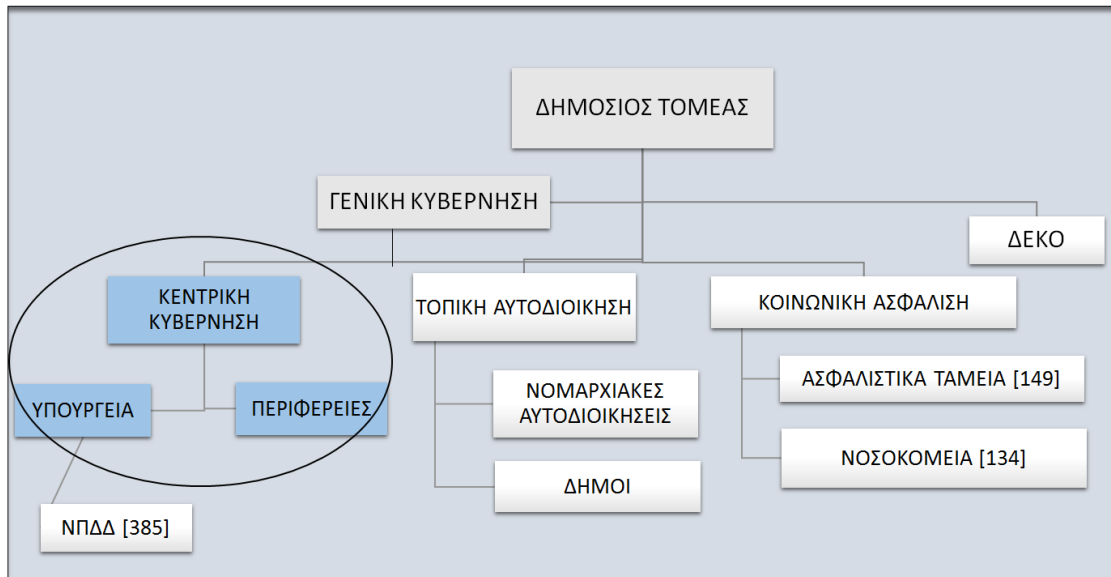 ΔΗΜΟΣΙΟΣ ΤΟΜΕΑΣ
ΓΕΝΙΚΗ ΚΥΒΕΡΝΗΣΗ
ΔΕΚΟ
ΚΕΝΤΡΙΚΗ
ΚΥΒΕΡΝΗΣΗ
ΤΟΠΙΚΗ ΑΥΤΟΔΙΟΙΚΗΣΗ
ΚΟΙΝΩΝΙΚΗ ΑΣΦΑΛΙΣΗ
ΥΠΟΥΡΓΕΙΑ
ΠΕΡΙΦΕΡΕΙΕΣ
ΝΟΜΑΡΧΙΑΚΕΣ
ΑΥΤΟΔΙΟΙΚΗΣΕΙΣ
ΑΣΦΑΛΙΣΤΙΚΑ ΤΑΜΕΙΑ [149]
ΔΗΜΟΙ
ΝΟΣΟΚΟΜΕΙΑ [134]
ΝΠΔΔ [385]